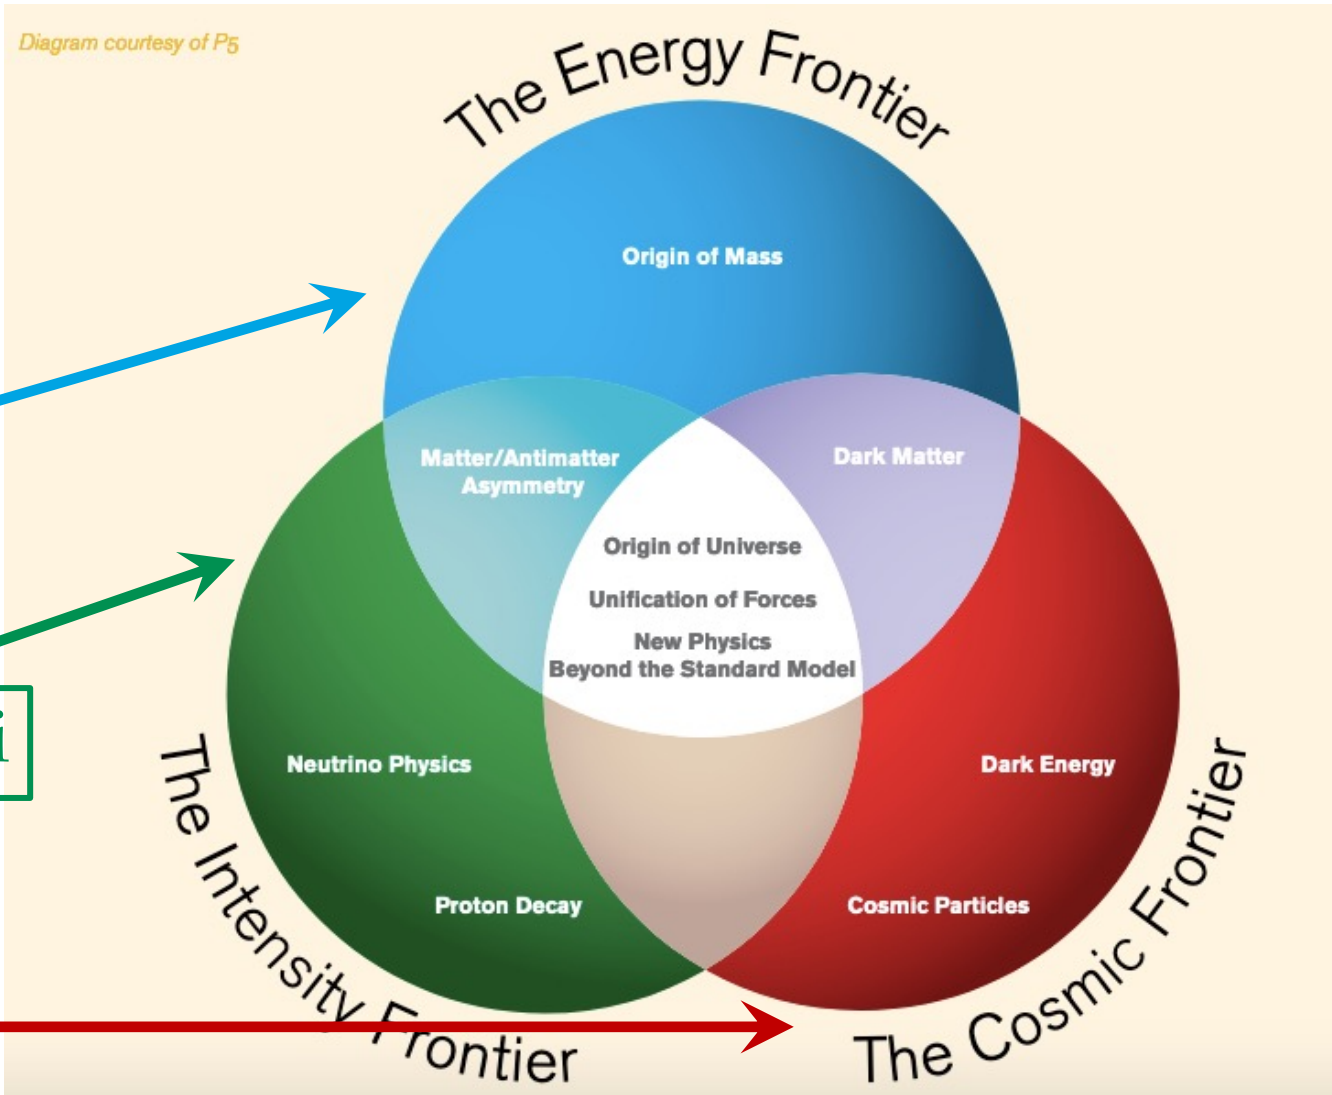 Diagram courtesy of P5
The Energy Frontier
Origin of Mass
Matter/Antimatter
Asymmetry
Dark Matter
Origin of Universe
Unification of Forces
New Physics
Beyond the Standard Model
Neutrino Physics
Dark Energy
Proton Decay
Cosmic Particles
The Intensity Frontier
The Cosmic Frontier
i